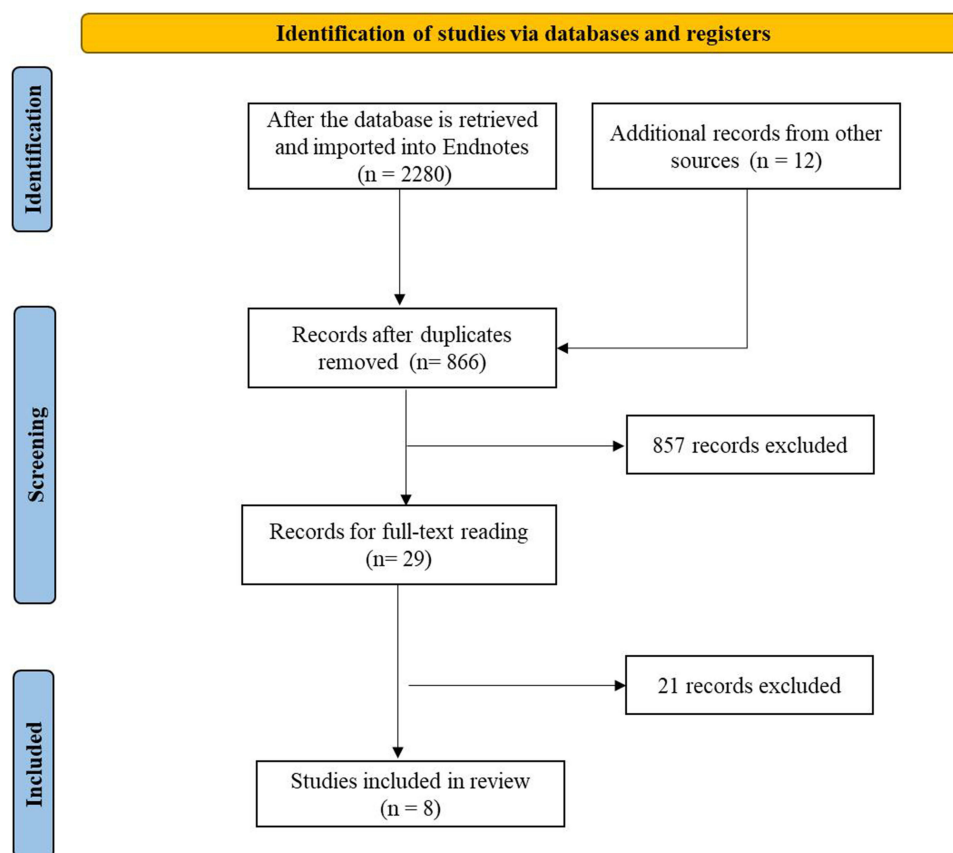 Identification of studies via databases and registers
Identification
After the database is retrieved
and imported into Endnotes
(n = 2280)
Additional records from other
sources (n = 12)
Screening
Records after duplicates
removed (n= 866)
857 records excluded
Records for full-text reading
(n= 29)
Included
21 records excluded
Studies included in review
(n = 8)